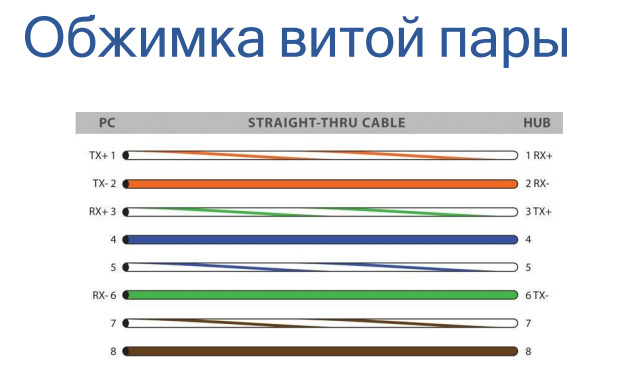 Обжимка витой пары
PC STRAIGHT-THRU CABLE HUB
TX+ 1 1 RX+
TX- 2 2 RX-
RX+ 3 3 TX+
4 4
5 5
RX- 6 6 TX-
7 7
8 8